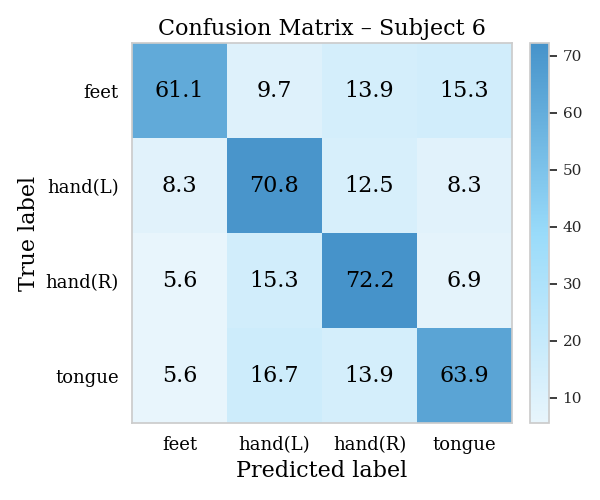 Confusion Matrix – Subject 6
feet 61.1 9.7 13.9 15.3
hand(L) 8.3 70.8 12.5 8.3
hand(R) 5.6 15.3 72.2 6.9
tongue 5.6 16.7 13.9 63.9
feet hand(L) hand(R) tongue
Predicted label
True label
70
60
50
40
30
20
10